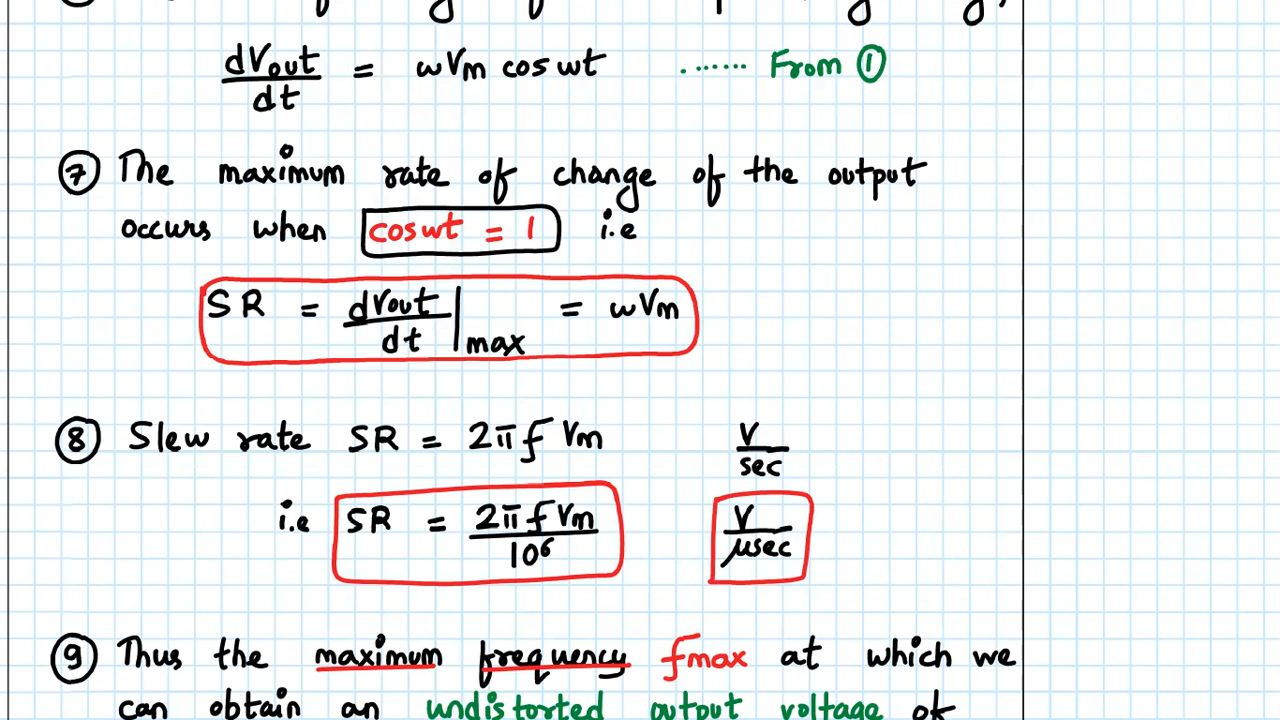 dVout/dt = ωVm cos ωt ....... From ①
⑦ The maximum rate of change of the output
occurs when cosωt = 1 i.e
SR = dVout/dt |max = ωVm
⑧ Slew rate SR = 2πf Vm V/sec
i.e SR = 2πf Vm/10⁶ V/μsec
⑨ Thus the maximum frequency fmax at which we
can obtain an undistorted output voltage of